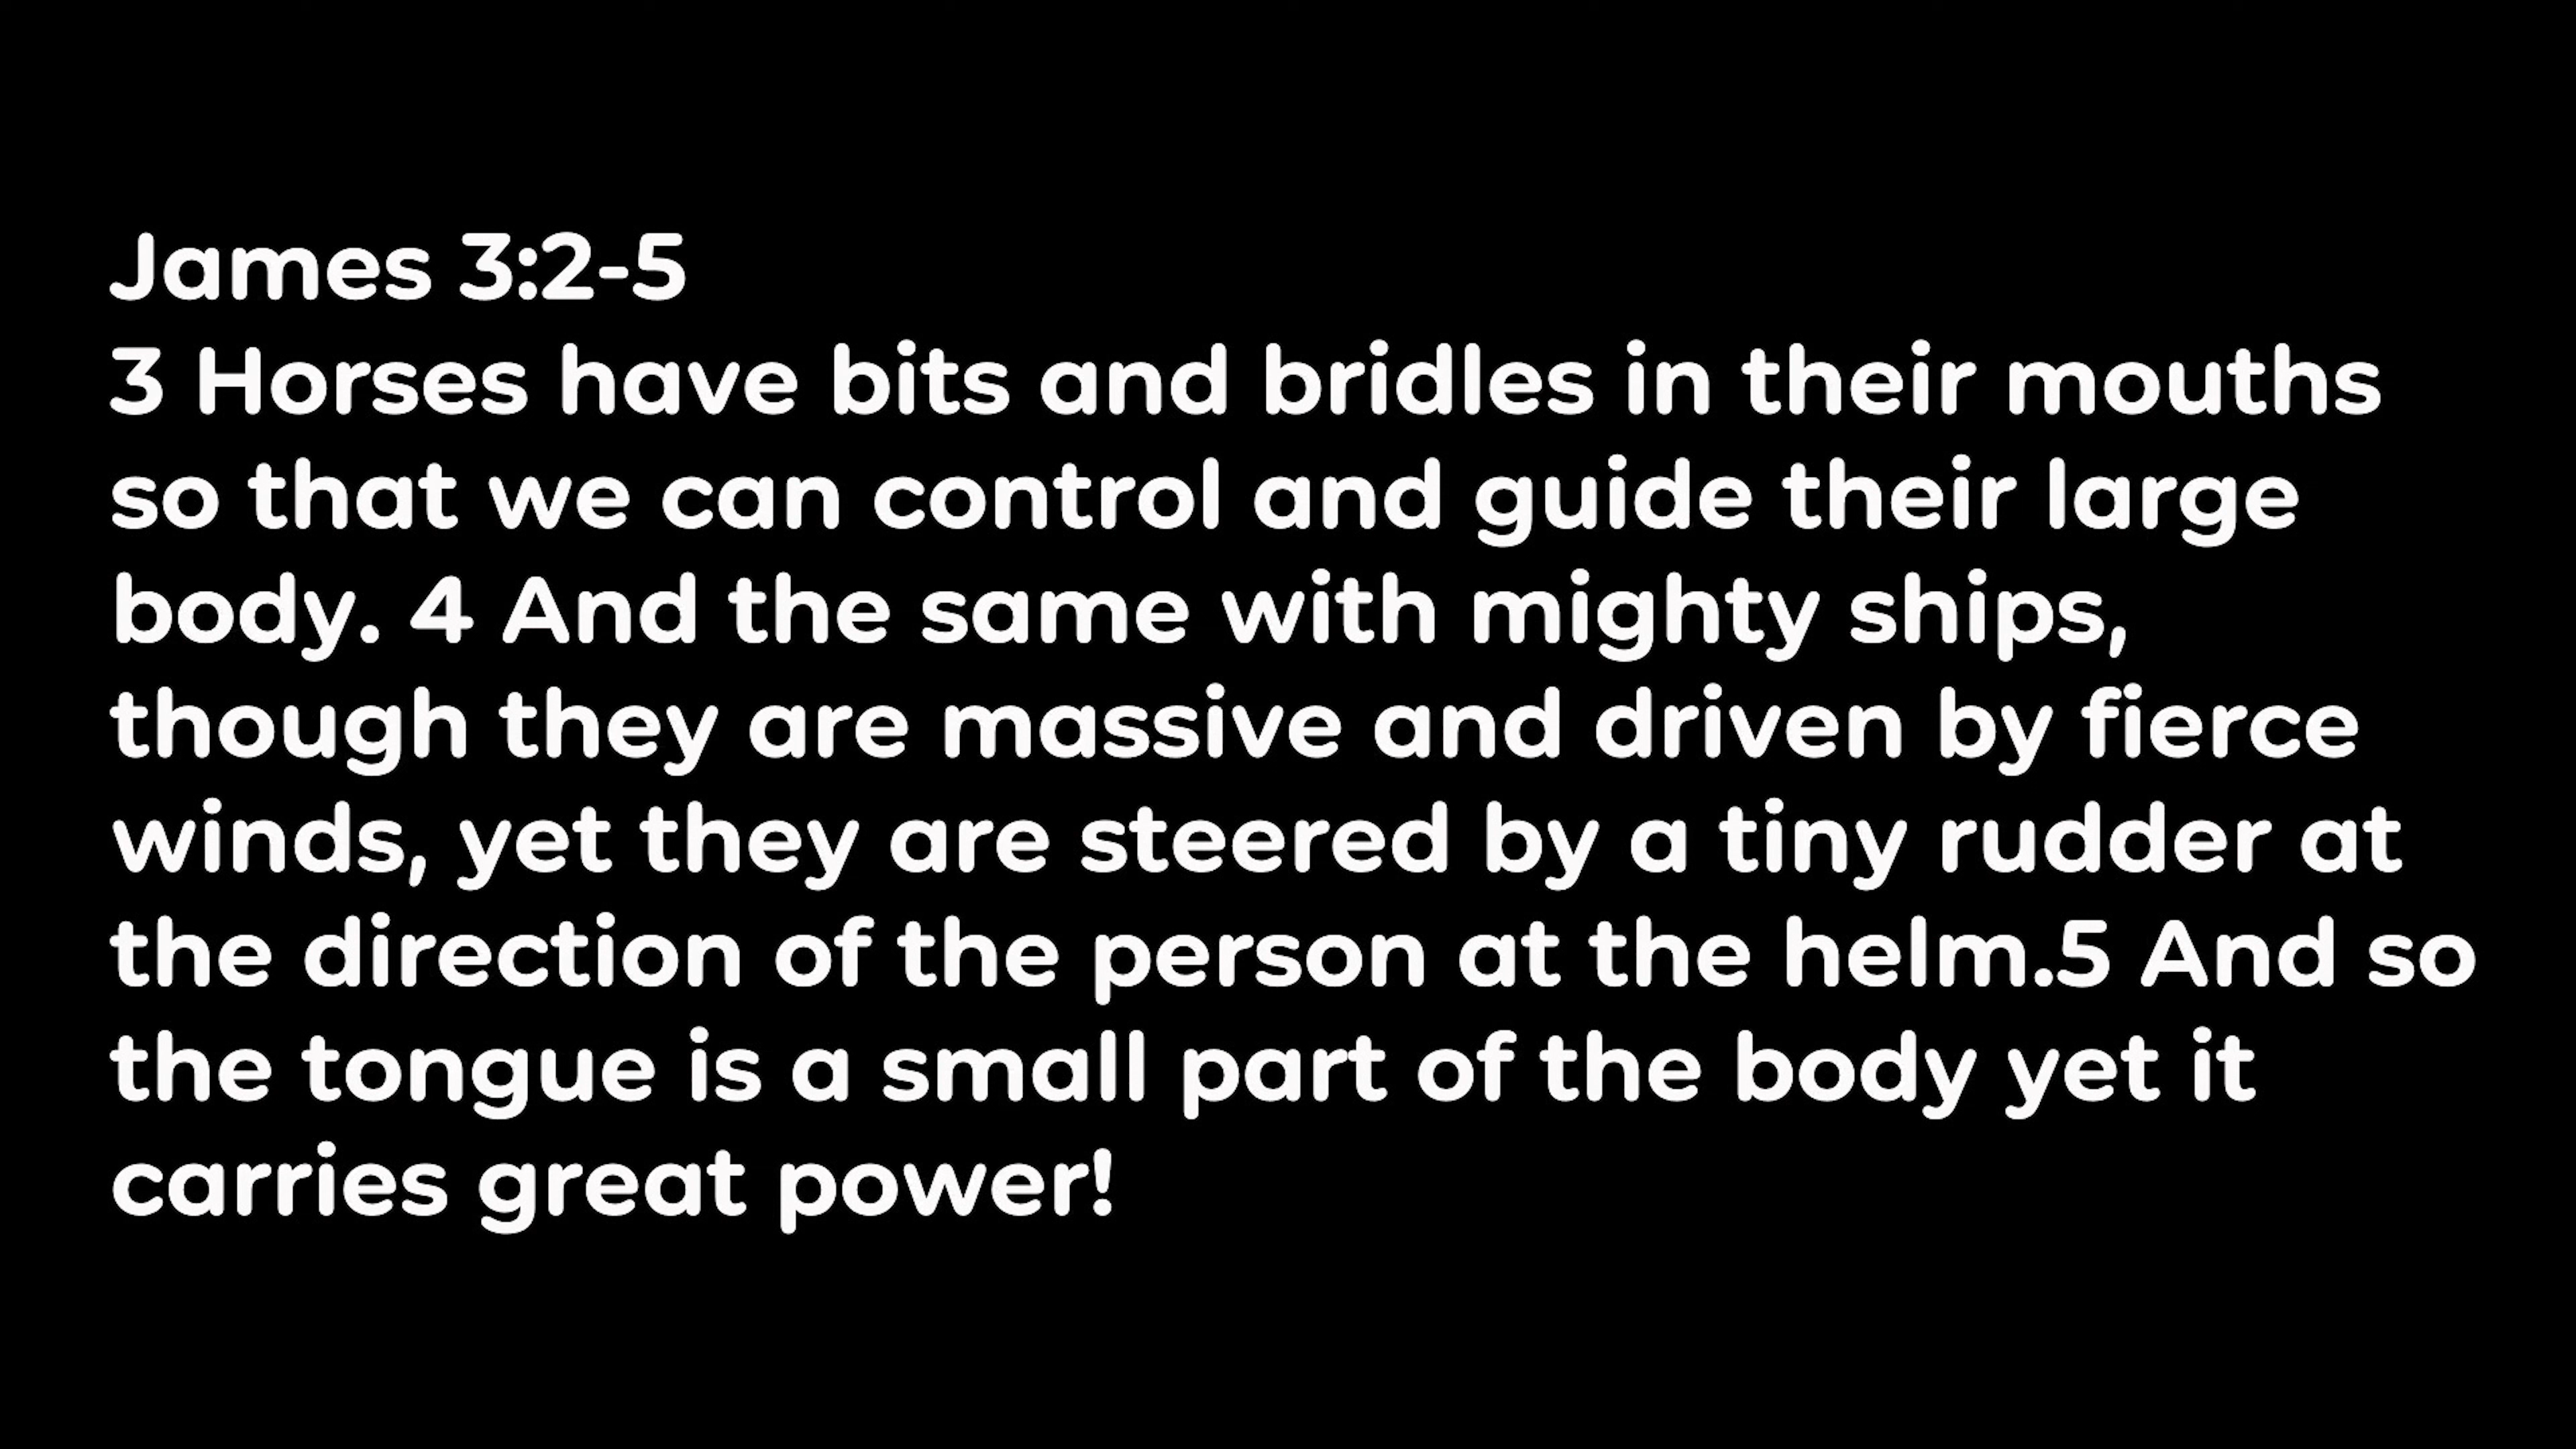 James 3:2-5
3 Horses have bits and bridles in their mouths
so that we can control and guide their large
body. 4 And the same with mighty ships,
though they are massive and driven by fierce
winds, yet they are steered by a tiny rudder at
the direction of the person at the helm.5 And so
the tongue is a small part of the body yet it
carries great power!